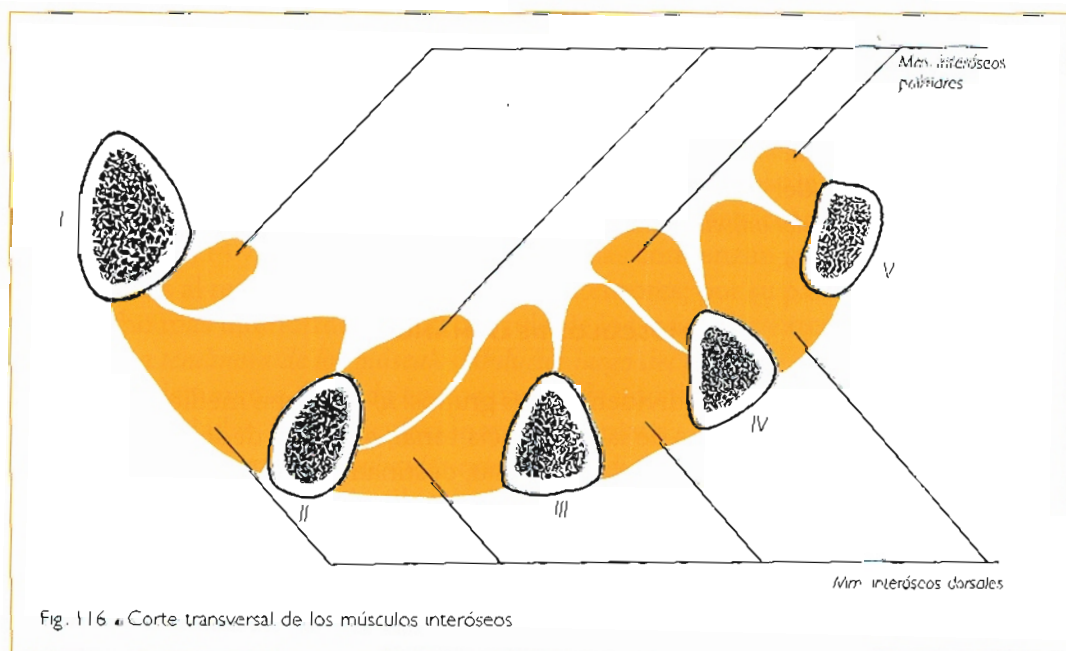 Mm. interóseos
palmares
I
V
IV
II
III
Mm. interóseos dorsales
Fig. 116 • Corte transversal de los músculos interóseos